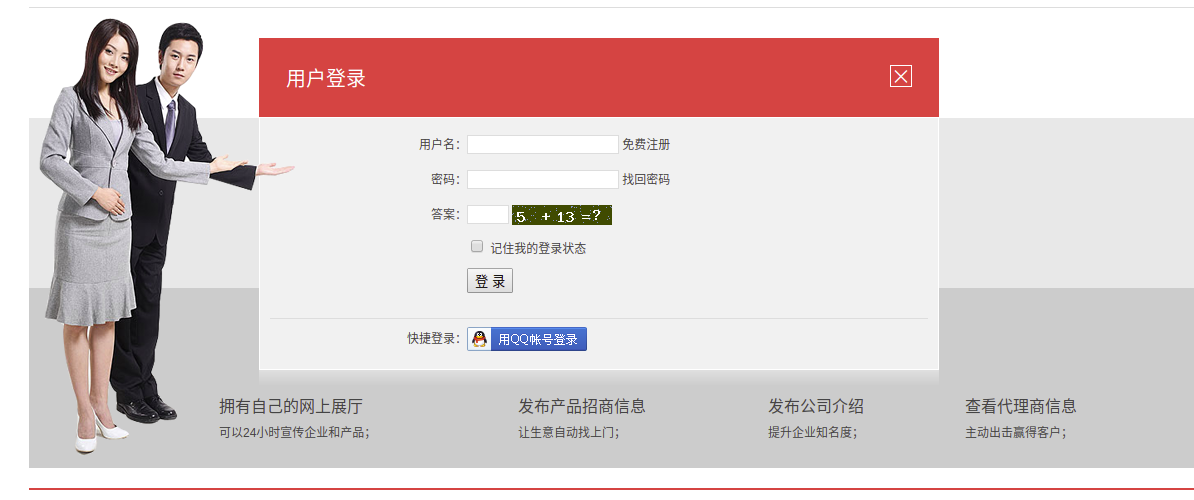 用户登录
用户名: 免费注册
密码: 找回密码
答案: 5 + 13 =?
记住我的登录状态
登 录
快捷登录: 用QQ帐号登录
拥有自己的网上展厅 发布产品招商信息 发布公司介绍 查看代理商信息
可以24小时宣传企业和产品; 让生意自动找上门; 提升企业知名度; 主动出击赢得客户;